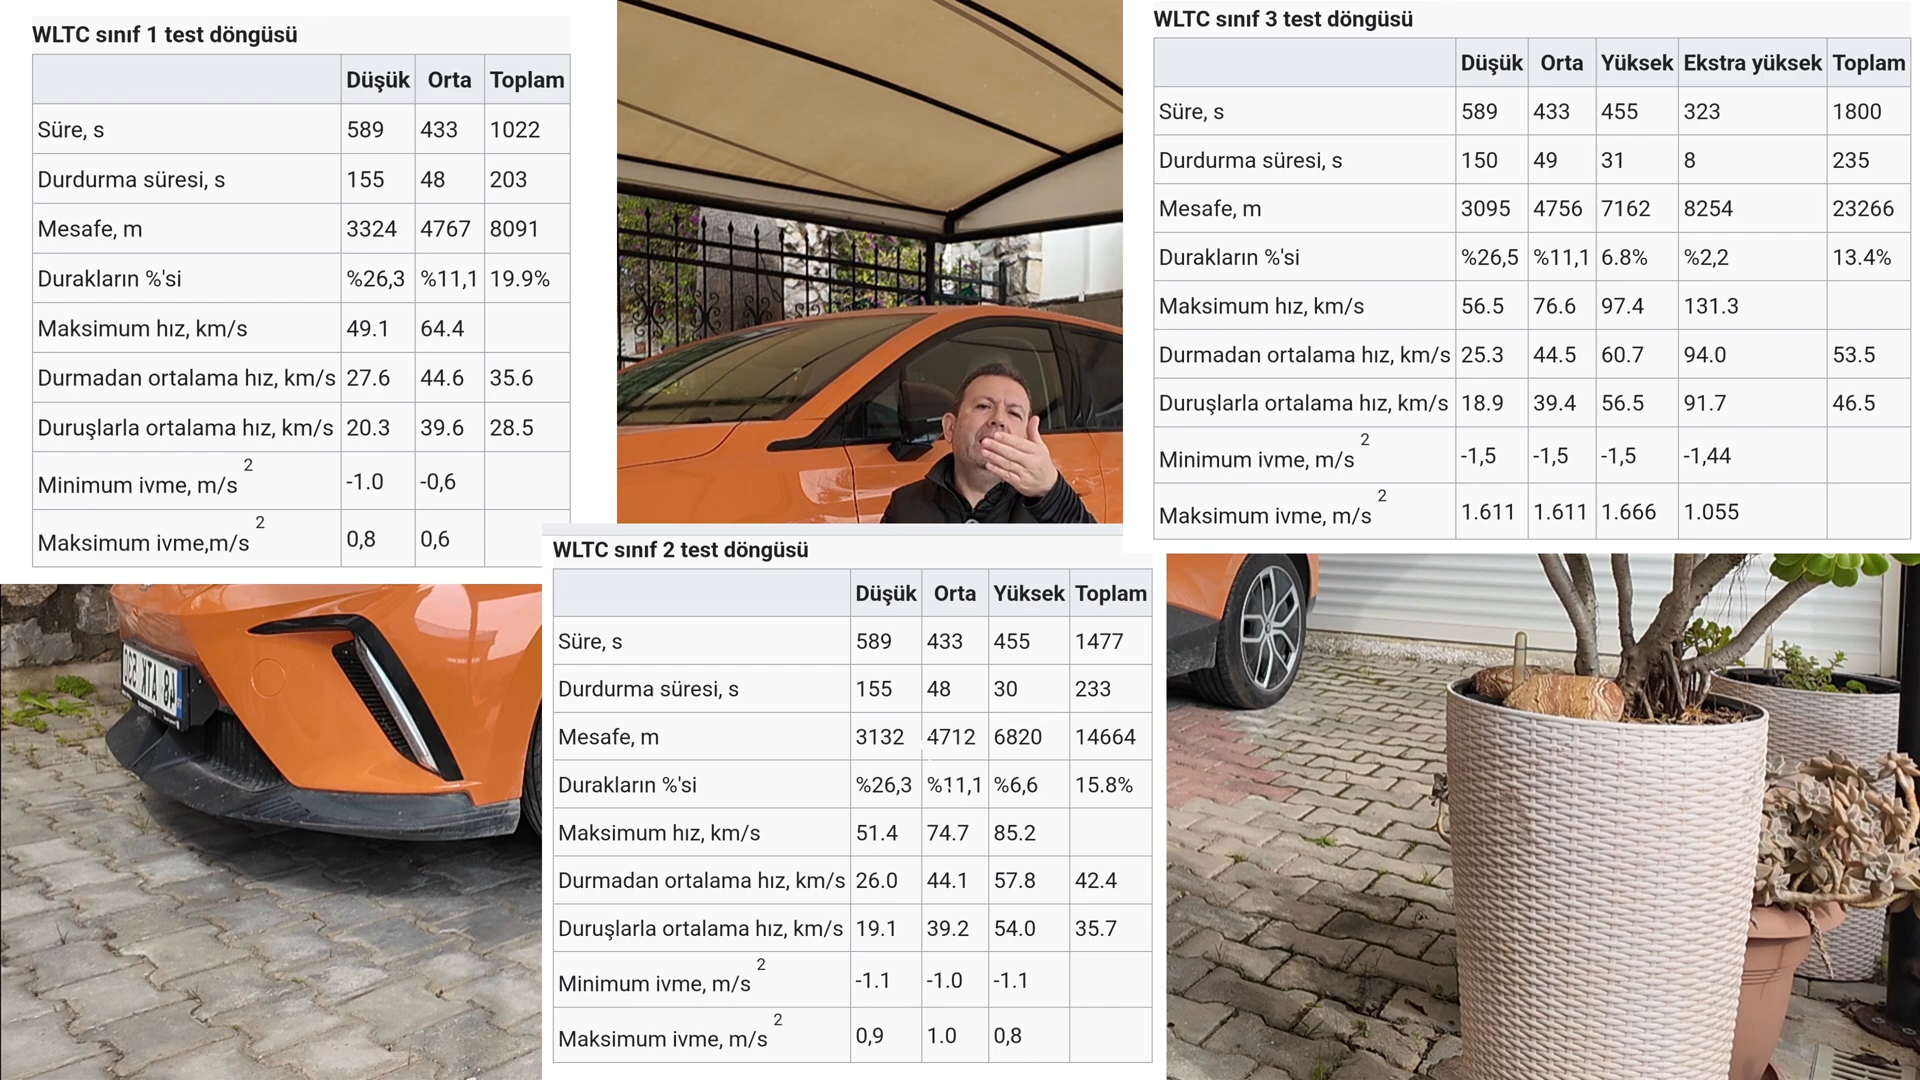 WLTC sınıf 1 test döngüsü
Düşük Orta Toplam
Süre, s 589 433 1022
Durdurma süresi, s 155 48 203
Mesafe, m 3324 4767 8091
Durakların %'si %26,3 %11,1 19.9%
Maksimum hız, km/s 49.1 64.4
Durmadan ortalama hız, km/s 27.6 44.6 35.6
Duruşlarla ortalama hız, km/s 20.3 39.6 28.5
Minimum ivme, m/s 2 -1.0 -0,6
Maksimum ivme,m/s 2 0,8 0,6
WLTC sınıf 3 test döngüsü
Düşük Orta Yüksek Ekstra yüksek Toplam
Süre, s 589 433 455 323 1800
Durdurma süresi, s 150 49 31 8 235
Mesafe, m 3095 4756 7162 8254 23266
Durakların %'si %26,5 %11,1 6.8% %2,2 13.4%
Maksimum hız, km/s 56.5 76.6 97.4 131.3
Durmadan ortalama hız, km/s 25.3 44.5 60.7 94.0 53.5
Duruşlarla ortalama hız, km/s 18.9 39.4 56.5 91.7 46.5
Minimum ivme, m/s 2 -1,5 -1,5 -1,5 -1,44
Maksimum ivme, m/s 2 1.611 1.611 1.666 1.055
WLTC sınıf 2 test döngüsü
Düşük Orta Yüksek Toplam
Süre, s 589 433 455 1477
Durdurma süresi, s 155 48 30 233
Mesafe, m 3132 4712 6820 14664
Durakların %'si %26,3 %11,1 %6,6 15.8%
Maksimum hız, km/s 51.4 74.7 85.2
Durmadan ortalama hız, km/s 26.0 44.1 57.8 42.4
Duruşlarla ortalama hız, km/s 19.1 39.2 54.0 35.7
Minimum ivme, m/s 2 -1.1 -1.0 -1.1
Maksimum ivme, m/s 2 0,9 1.0 0,8